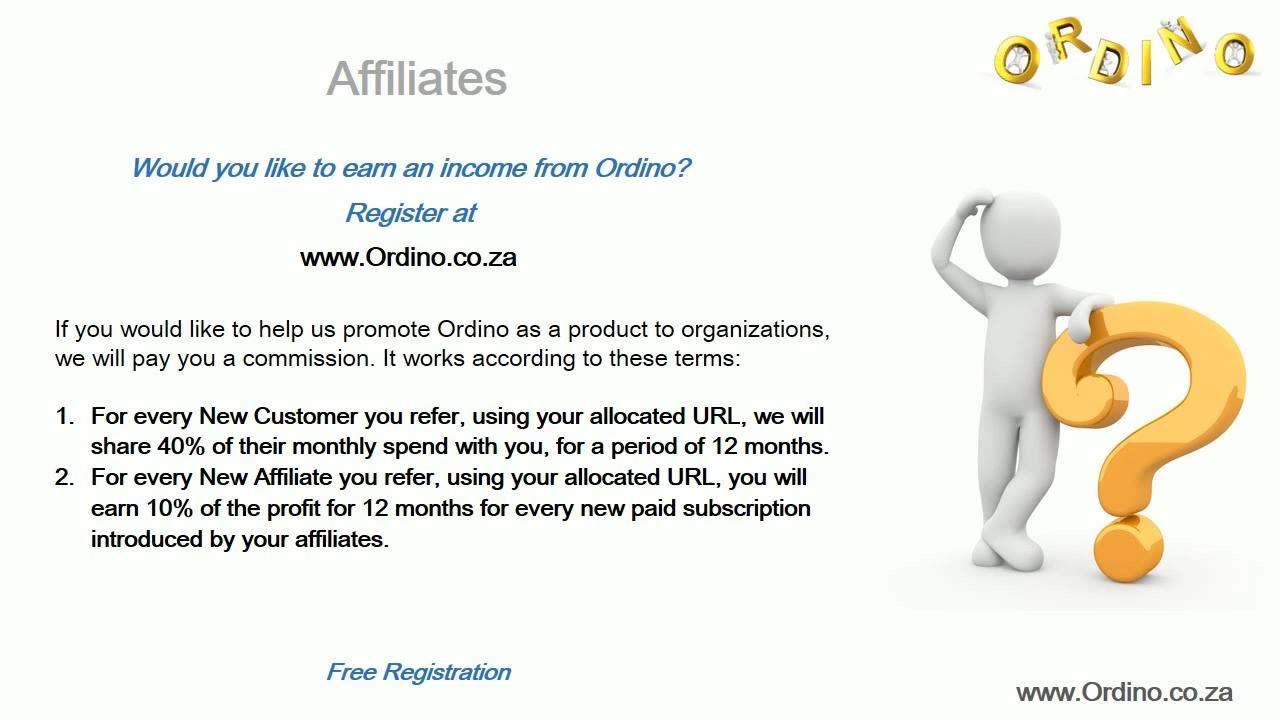 ORDINO
Affiliates
Would you like to earn an income from Ordino?
Register at
www.Ordino.co.za
If you would like to help us promote Ordino as a product to organizations,
we will pay you a commission. It works according to these terms:
1. For every New Customer you refer, using your allocated URL, we will
share 40% of their monthly spend with you, for a period of 12 months.
2. For every New Affiliate you refer, using your allocated URL, you will
earn 10% of the profit for 12 months for every new paid subscription
introduced by your affiliates.
Free Registration
www.Ordino.co.za